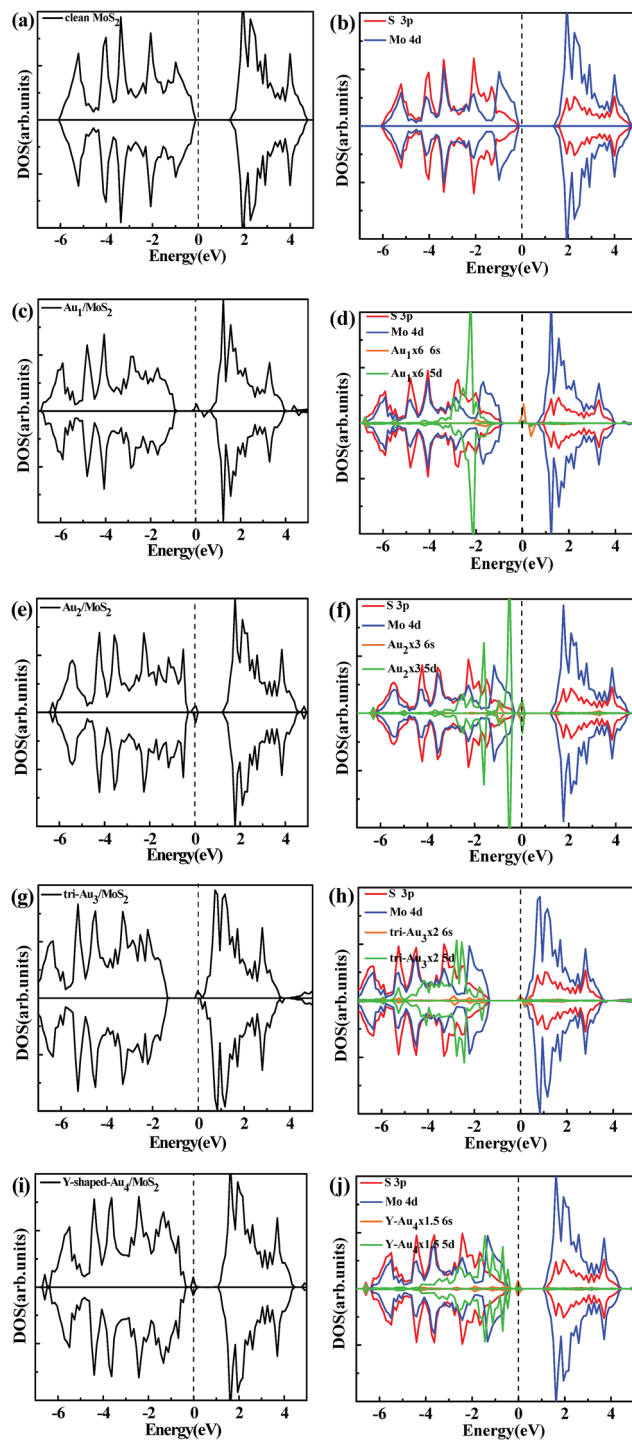 (a)
clean MoS2
DOS(arb.units)
-6 -4 -2 0 2 4
Energy(eV)
(b)
S 3p
Mo 4d
DOS(arb.units)
-6 -4 -2 0 2 4
Energy(eV)
(c)
Au1/MoS2
DOS(arb.units)
-6 -4 -2 0 2 4
Energy(eV)
(d)
S 3p
Mo 4d
Au1x6 6s
Au1x6 5d
DOS(arb.units)
-6 -4 -2 0 2 4
Energy(eV)
(e)
Au2/MoS2
DOS(arb.units)
-6 -4 -2 0 2 4
Energy(eV)
(f)
S 3p
Mo 4d
Au2x3 6s
Au2x3 5d
DOS(arb.units)
-6 -4 -2 0 2 4
Energy(eV)
(g)
tri-Au3/MoS2
DOS(arb.units)
-6 -4 -2 0 2 4
Energy(eV)
(h)
S 3p
Mo 4d
tri-Au3x2 6s
tri-Au3x2 5d
DOS(arb.units)
-6 -4 -2 0 2 4
Energy(eV)
(i)
Y-shaped-Au4/MoS2
DOS(arb.units)
-6 -4 -2 0 2 4
Energy(eV)
(j)
S 3p
Mo 4d
Y-Au4x1.5 6s
Y-Au4x1.5 5d
DOS(arb.units)
-6 -4 -2 0 2 4
Energy(eV)